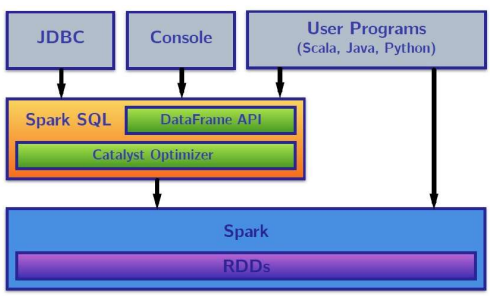 JDBC
Console
User Programs
(Scala, Java, Python)
Spark SQL
DataFrame API
Catalyst Optimizer
Spark
RDDs